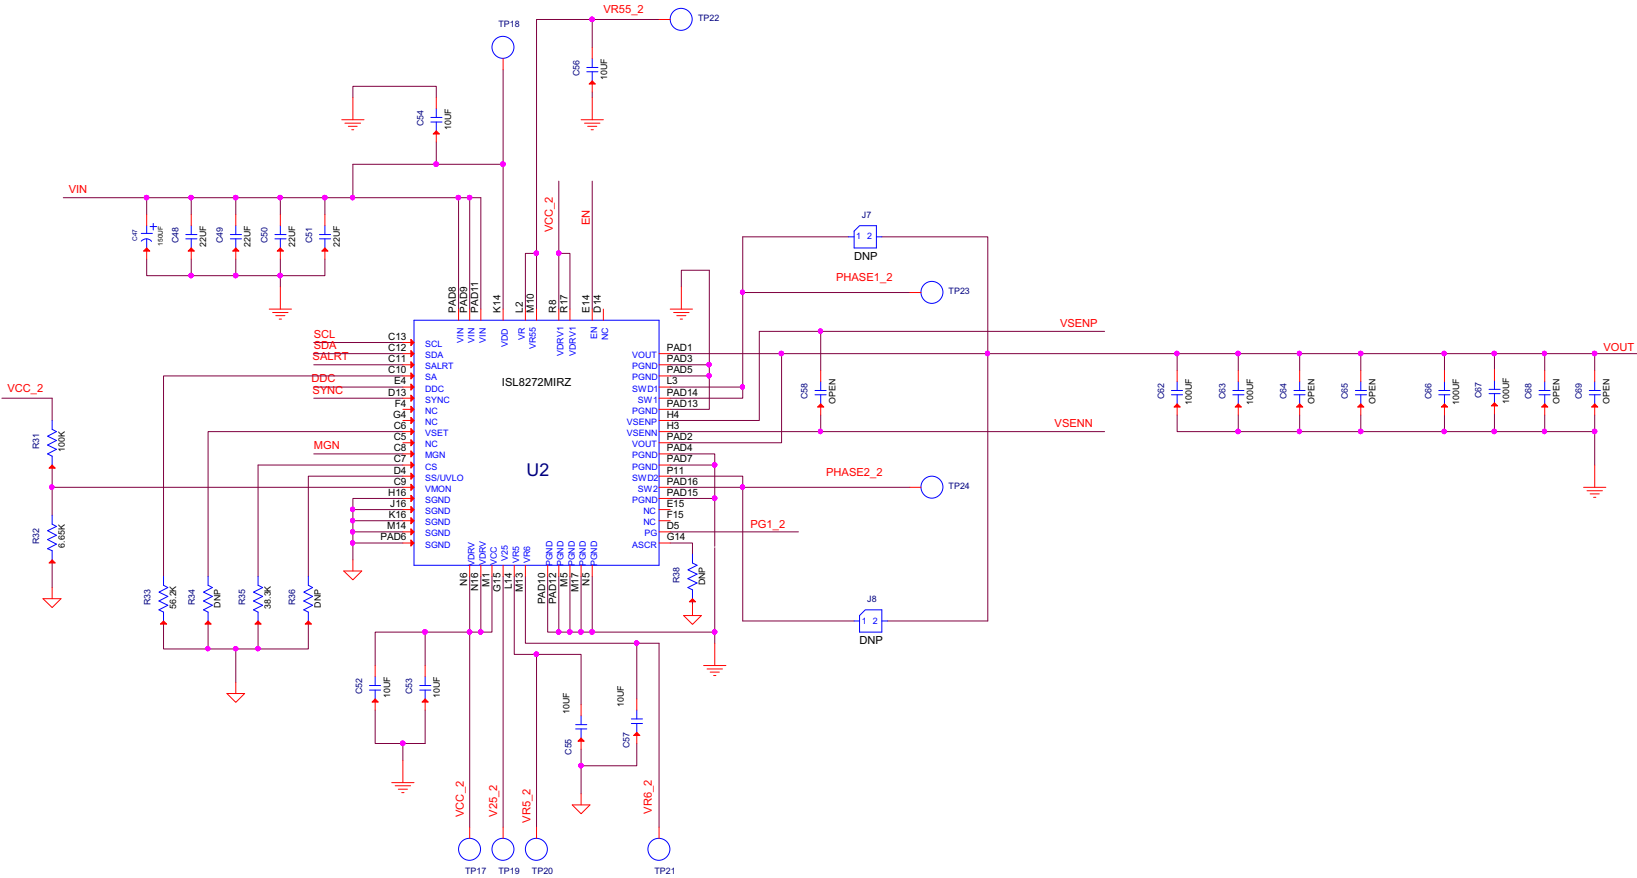 VR55_2
TP22
TP18
C56
10UF
C54
10UF
VIN
C47
150UF
C48
22UF
C49
22UF
C50
22UF
C51
22UF
VCC_2
EN
J7
1 2
DNP
PHASE1_2
TP23
PAD8
PAD9
PAD11
K14
L2
M10
R8
R17
E14
D14
VIN
VIN
VIN
VDD
VR
VR55
VDRV1
VDRV1
EN
NC
SCL
SDA
SALRT
DDC
SYNC
MGN
C13
C12
C11
C10
E4
D13
F4
G4
C6
C5
C8
C7
D4
C9
H16
J16
K16
M14
PAD6
SCL
SDA
SALRT
SA
DDC
SYNC
NC
NC
VSET
NC
MGN
CS
SS/UVLO
VMON
SGND
SGND
SGND
SGND
SGND
ISL8272MIRZ
U2
VOUT
PGND
PGND
SWD1
SW1
PGND
VSENP
VSENN
VOUT
PGND
PGND
SWD2
SW2
PGND
NC
NC
PG
ASCR
PAD1
PAD3
PAD5
L3
PAD14
PAD13
H4
H3
PAD2
PAD4
PAD7
P11
PAD16
PAD15
E15
F15
D5
G14
VSENP
VOUT
C58
OPEN
VSENN
C62
100UF
C63
100UF
C64
OPEN
C65
OPEN
C66
100UF
C67
100UF
C68
OPEN
C69
OPEN
VCC_2
R31
100K
R32
6.65K
PHASE2_2
TP24
PG1_2
R33
56.2K
R34
DNP
R35
38.3K
R36
DNP
VDRV
VDRV
VCC
V25
VR5
VR6
PGND
PGND
PGND
PGND
PGND
N6
N16
M1
G15
L14
M13
PAD10
PAD12
M5
M17
N5
R38
DNP
J8
1 2
DNP
C52
10UF
C53
10UF
10UF
C55
10UF
C57
VCC_2
V25_2
VR5_2
VR6_2
TP17
TP19
TP20
TP21